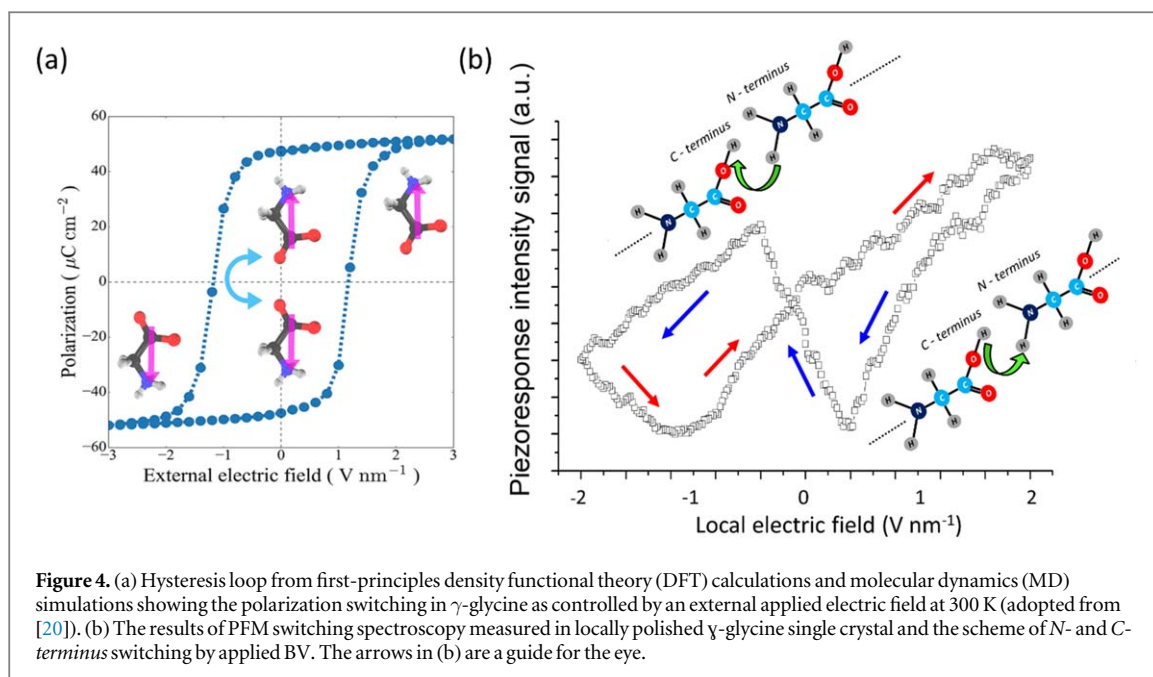 (a)
Polarization ( μC cm⁻²)
60
40
20
0
−20
−40
−60
−3
−2
−1
0
1
2
3
External electric field ( V nm⁻¹)
(b)
Piezoresponse intensity signal (a.u.)
N - terminus
C - terminus
H
O
C
O
C
H
H
H
N
H
H
O
C
O
C
H
H
H
N
H
N - terminus
C - terminus
H
O
C
O
C
H
H
H
N
H
H
O
C
O
C
H
H
H
N
H
-2
-1
0
1
2
Local electric field (V nm⁻¹)
Figure 4. (a) Hysteresis loop from first-principles density functional theory (DFT) calculations and molecular dynamics (MD)
simulations showing the polarization switching in γ-glycine as controlled by an external applied electric field at 300 K (adopted from
[20]). (b) The results of PFM switching spectroscopy measured in locally polished ɣ-glycine single crystal and the scheme of N- and C-
terminus switching by applied BV. The arrows in (b) are a guide for the eye.